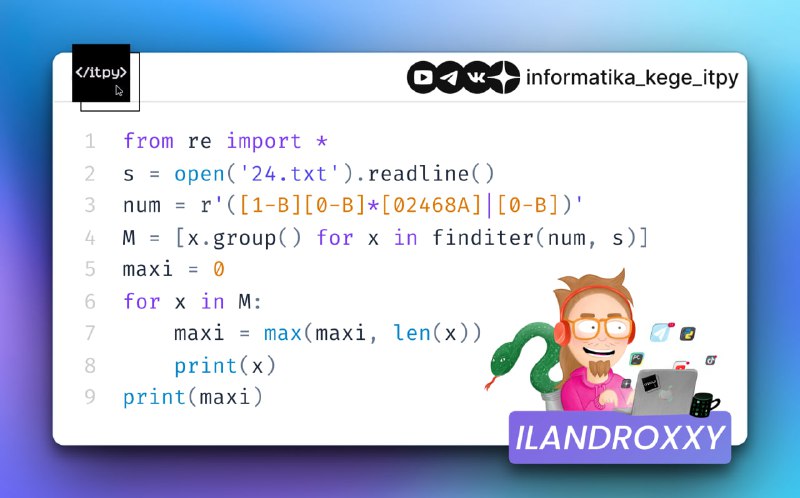 </itpy>
informatika_kege_itpy
1 from re import *
2 s = open('24.txt').readline()
3 num = r'([1-B][0-B]*[02468A]|[0-B])'
4 M = [x.group() for x in finditer(num, s)]
5 maxi = 0
6 for x in M:
7     maxi = max(maxi, len(x))
8     print(x)
9 print(maxi)
ILANDROXXY